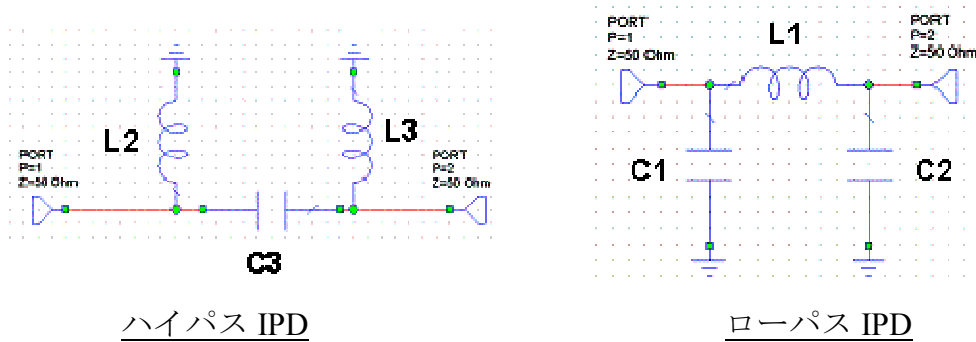 PORT
P=1
Z=50 Ohm
L2
L3
PORT
P=2
Z=50 Ohm
C3
ハイパス IPD
PORT
P=1
Z=50 Ohm
L1
PORT
P=2
Z=50 Ohm
C1
C2
ローパス IPD